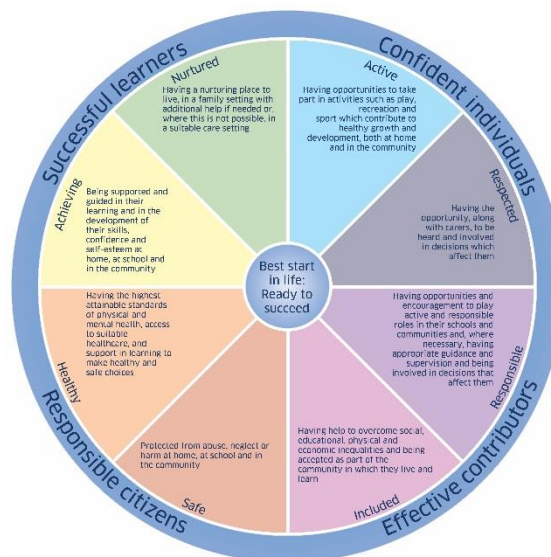 Successful learners
Confident individuals
Nurtured
Having a nurturing place to
live, in a family setting with
additional help if needed or,
where this is not possible, in
a suitable care setting
Active
Having opportunities to take
part in activities such as play,
recreation and
sport which contribute to
healthy growth and
development, both at home
and in the community
Achieving
Being supported and
guided in their
learning and in the
development of
their skills,
confidence and
self-esteem at
home, at school and
in the community
Respected
Having the
opportunity, along
with carers, to be
heard and involved
in decisions which
affect them
Best start
in life:
Ready to
succeed
Healthy
Having the highest
attainable standards
of physical and
mental health, access
to suitable
healthcare, and
support in learning to
make healthy and
safe choices
Responsible
Having opportunities and
encouragement to play
active and responsible
roles in their schools and
communities and, where
necessary, having
appropriate guidance and
supervision and being
involved in decisions that
affect them
Safe
Protected from abuse, neglect or
harm at home, at school and in
the community
Included
Having help to overcome social,
educational, physical and
economic inequalities and being
accepted as part of the
community in which they live and
learn
Responsible citizens
Effective contributors